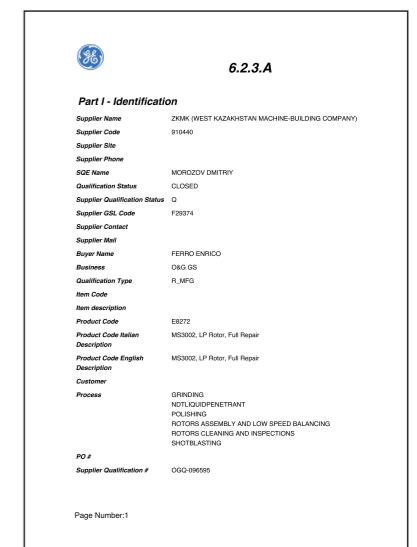 6.2.3.A
Part I - Identification
Supplier Name ZKMK (WEST KAZAKHSTAN MACHINE-BUILDING COMPANY)
Supplier Code 910440
Supplier Site
Supplier Phone
SQE Name MOROZOV DMITRIY
Qualification Status CLOSED
Supplier Qualification Status Q
Supplier GSL Code F29374
Supplier Contact
Supplier Mail
Buyer Name FERRO ENRICO
Business O&G GS
Qualification Type R_MFG
Item Code
Item description
Product Code E8272
Product Code Italian MS3002, LP Rotor, Full Repair
Description
Product Code English MS3002, LP Rotor, Full Repair
Description
Customer
Process GRINDING
NDTLIQUIDPENETRANT
POLISHING
ROTORS ASSEMBLY AND LOW SPEED BALANCING
ROTORS CLEANING AND INSPECTIONS
SHOTBLASTING
PO #
Supplier Qualification # OGQ-096595
Page Number:1